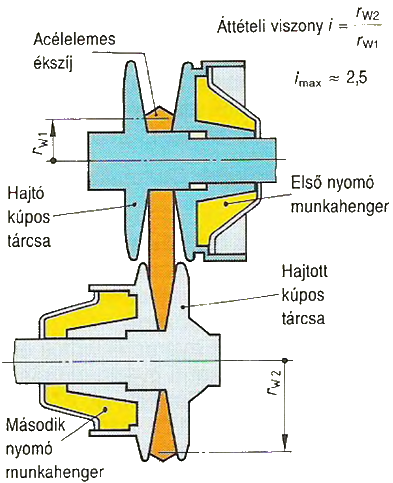 Acélelemes
ékszíj
Áttételi viszony i = rW2 / rW1
imax ≈ 2,5
rW1
Hajtó
kúpos
tárcsa
Első nyomó
munkahenger
Hajtott
kúpos
tárcsa
rW2
Második
nyomó
munkahenger